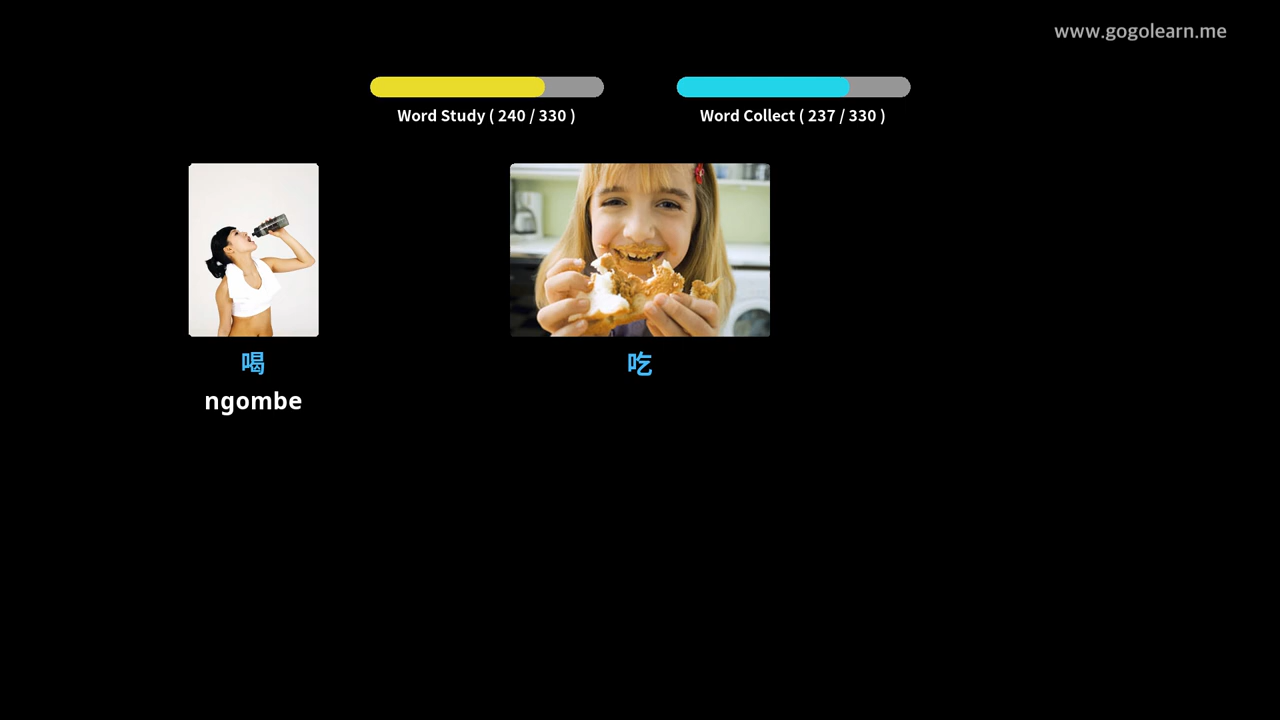 www.gogolearn.me
Word Study ( 240 / 330 )
Word Collect ( 237 / 330 )
喝
吃
ngombe